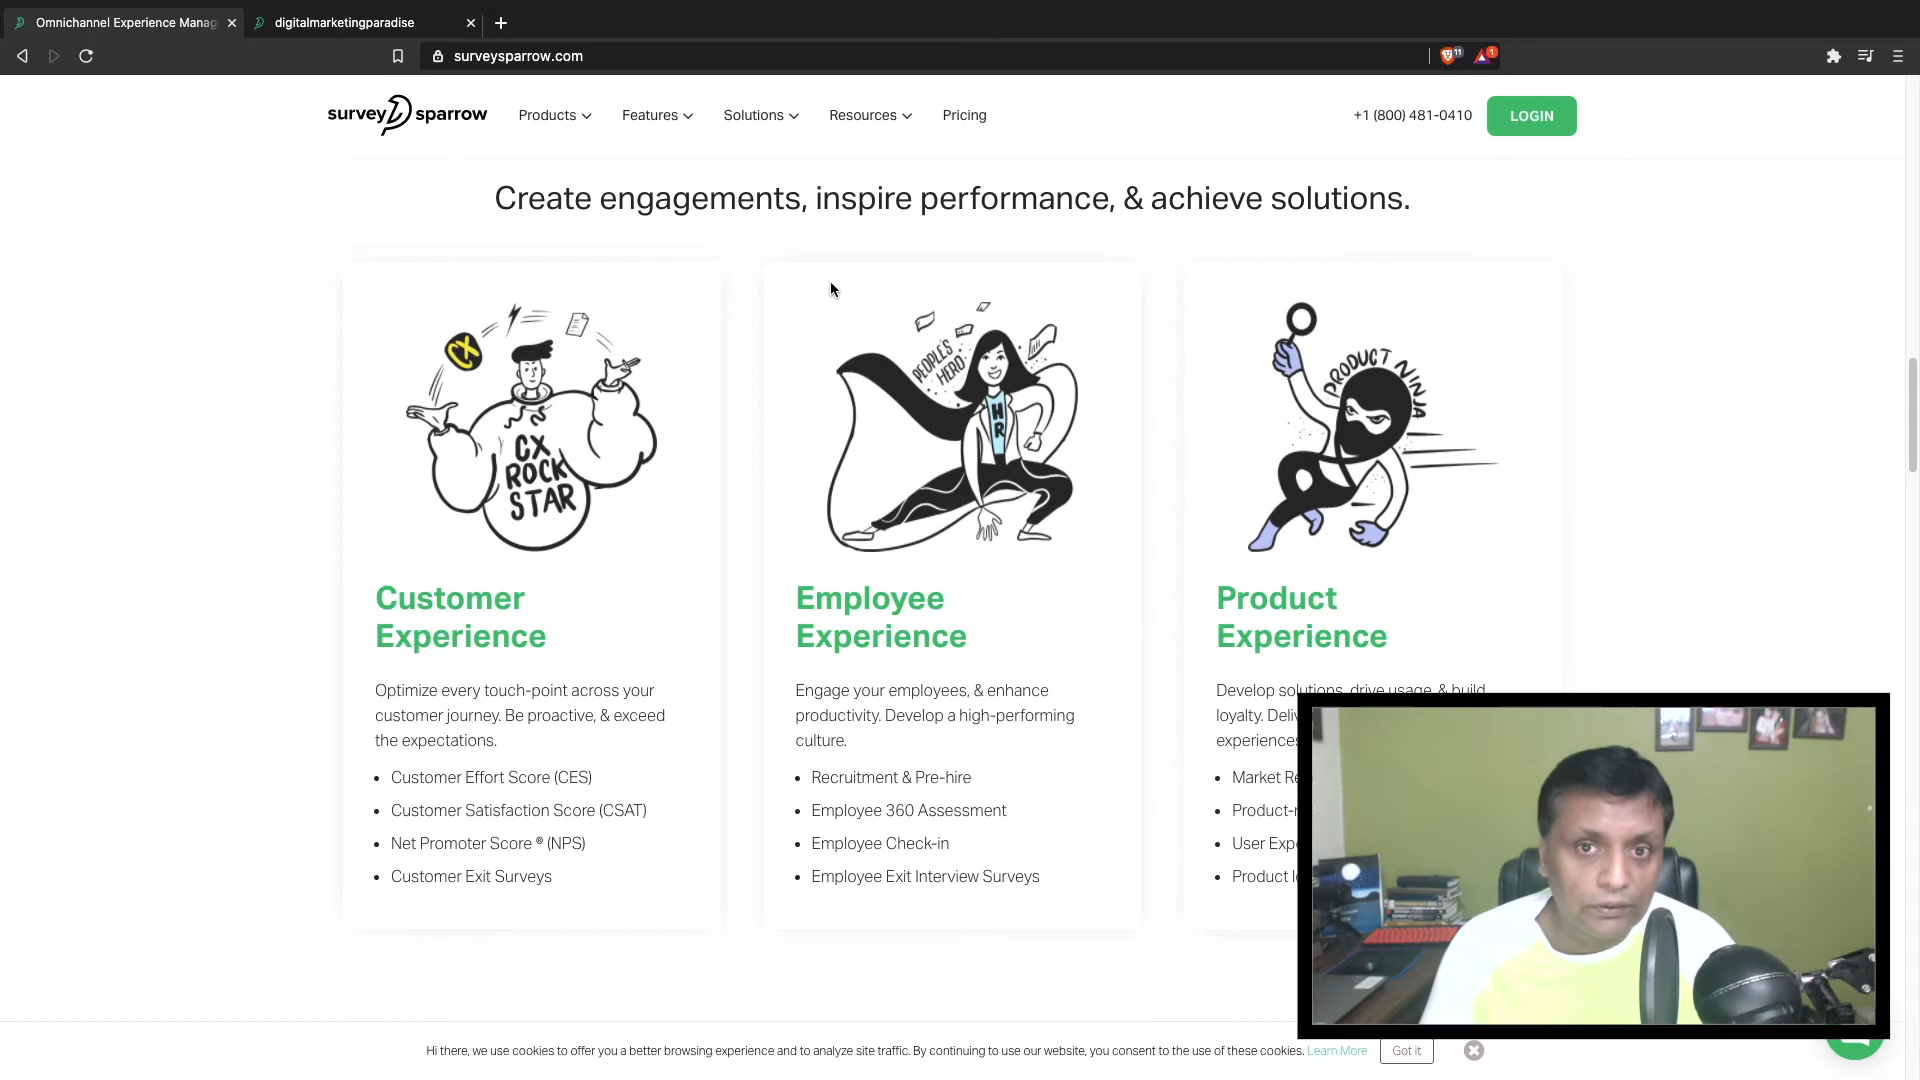 Omnichannel Experience Manag
digitalmarketingparadise
surveysparrow.com
11
1
survey sparrow
Products
Features
Solutions
Resources
Pricing
+1 (800) 481-0410
LOGIN
Create engagements, inspire performance, & achieve solutions.
CX
CX
ROCK
STAR
PEOPLE'S
HERO
HR
PRODUCT NINJA
Customer
Experience
Optimize every touch-point across your
customer journey. Be proactive, & exceed
the expectations.
Customer Effort Score (CES)
Customer Satisfaction Score (CSAT)
Net Promoter Score ® (NPS)
Customer Exit Surveys
Employee
Experience
Engage your employees, & enhance
productivity. Develop a high-performing
culture.
Recruitment & Pre-hire
Employee 360 Assessment
Employee Check-in
Employee Exit Interview Surveys
Product
Experience
Develop solutions, drive usage, & build
loyalty.
experiences
Market
User
Product
Hi there, we use cookies to offer you a better browsing experience and to analyze site traffic. By continuing to use our website, you consent to the use of these cookies. Learn More
Got it